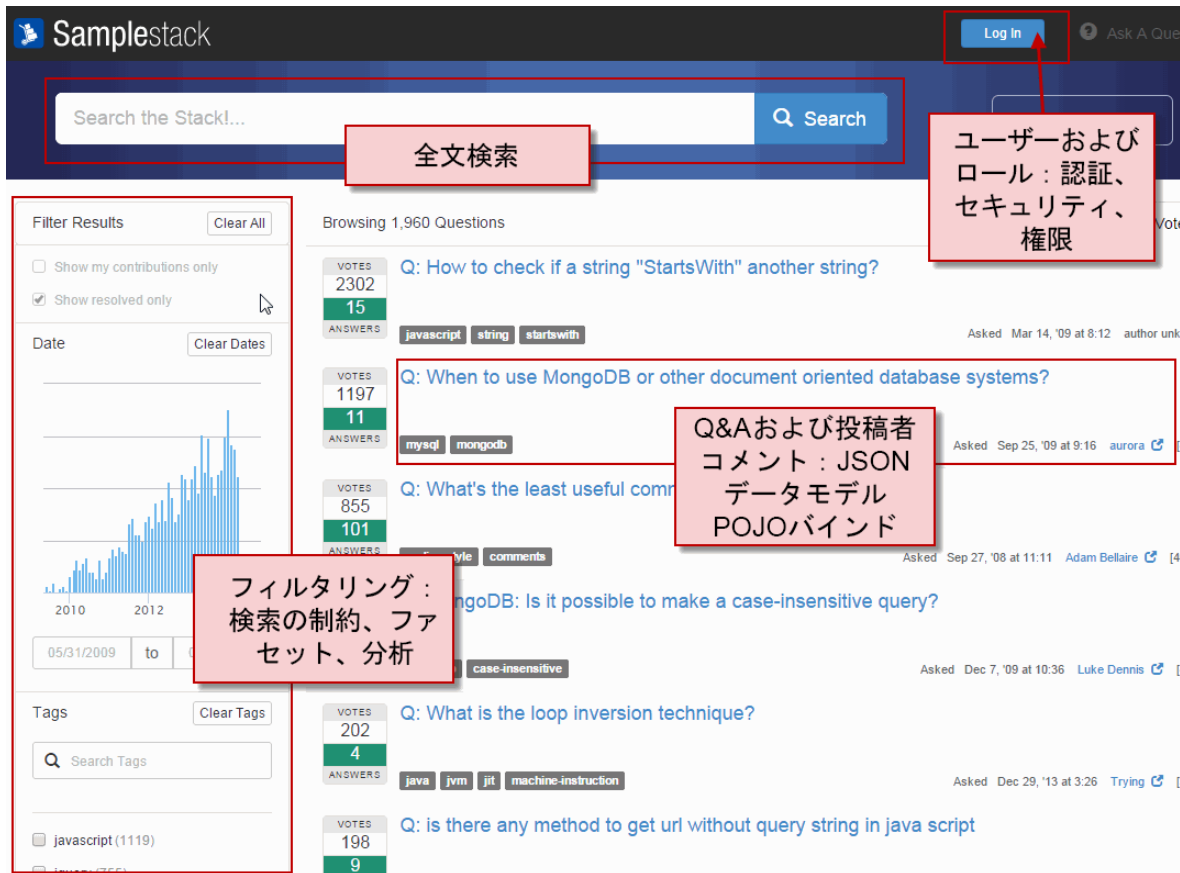 Samplestack
Log In
Ask A Que
Search the Stack!...
Search
全文検索
ユーザーおよび
ロール：認証、
セキュリティ、
権限
Filter Results
Clear All
Show my contributions only
Show resolved only
Date
Clear Dates
2010
2012
05/31/2009
to
フィルタリング：
検索の制約、ファ
セット、分析
Tags
Clear Tags
Search Tags
javascript (1119)
Browsing 1,960 Questions
Vote
VOTES
2302
15
ANSWERS
Q: How to check if a string "StartsWith" another string?
javascript string startswith
Asked Mar 14, '09 at 8:12 author unk
VOTES
1197
11
ANSWERS
Q: When to use MongoDB or other document oriented database systems?
mysql mongodb
Asked Sep 25, '09 at 9:16 aurora
Q&Aおよび投稿者
コメント：JSON
データモデル
POJOバインド
VOTES
855
101
ANSWERS
Q: What's the least useful comm
yle comments
Asked Sep 27, '08 at 11:11 Adam Bellaire [4
ngoDB: Is it possible to make a case-insensitive query?
case-insensitive
Asked Dec 7, '09 at 10:36 Luke Dennis
VOTES
202
4
ANSWERS
Q: What is the loop inversion technique?
java jvm jit machine-instruction
Asked Dec 29, '13 at 3:26 Trying
VOTES
198
9
Q: is there any method to get url without query string in java script